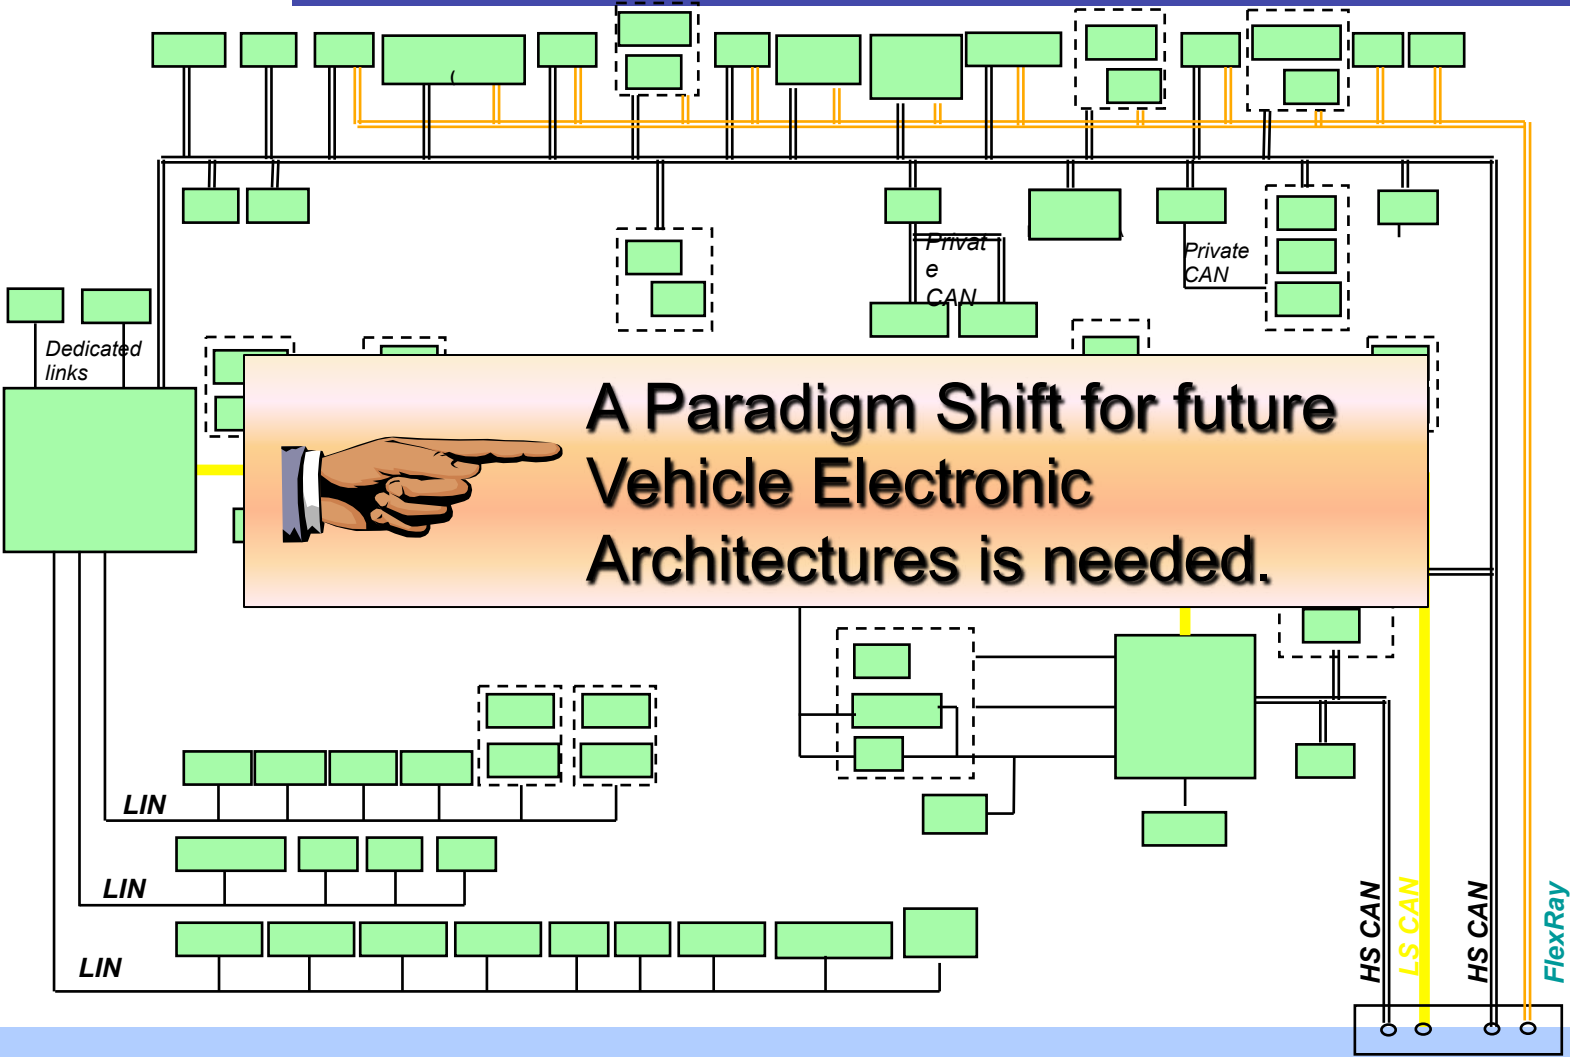 (
Privat
e
CAN
Private
CAN
Dedicated
links
A Paradigm Shift for future
Vehicle Electronic
Architectures is needed.
LIN
LIN
LIN
HS CAN
LS CAN
HS CAN
FlexRay